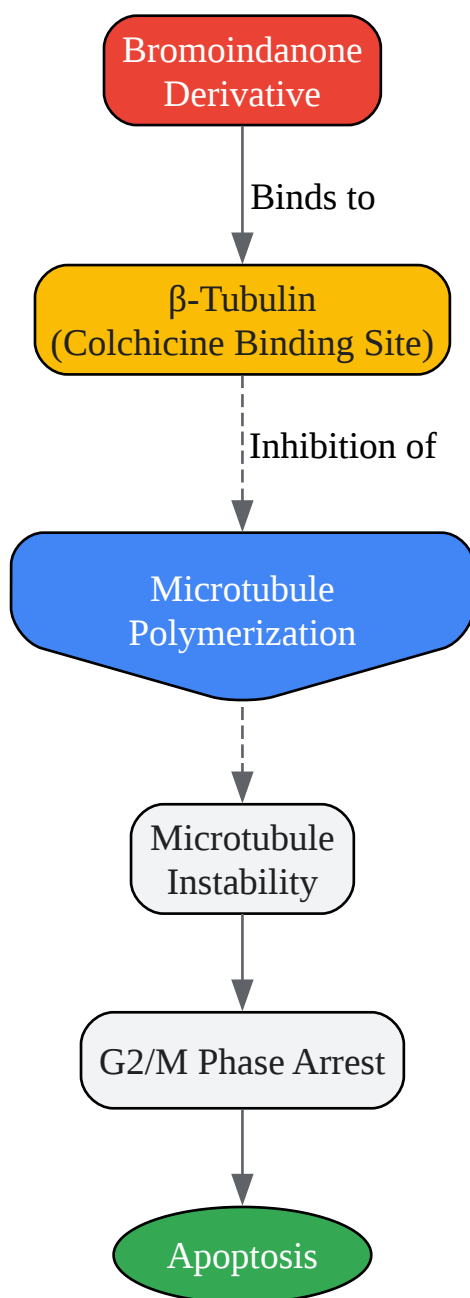 Bromoindanone
Derivative
Binds to
β-Tubulin
(Colchicine Binding Site)
Inhibition of
Microtubule
Polymerization
Microtubule
Instability
G2/M Phase Arrest
Apoptosis